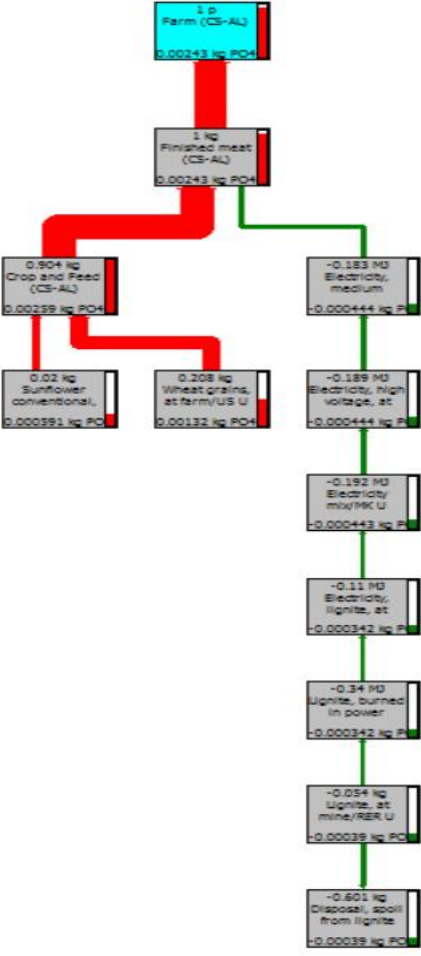 1 p
Farm (CS-AL)
0.00243 kg PO4
1 kg
Finished meat
(CS-AL)
0.00243 kg PO4
0.904 kg
Crop and Feed
(CS-AL)
0.00239 kg PO4
-0.183 MJ
Electricity,
medium
-0.000444 kg P
0.02 kg
Sunflower
conventional,
0.000391 kg PO
0.208 kg
Wheat grains,
at farm/US U
0.00132 kg PO4
-0.189 MJ
Electricity, high
voltage, at
-0.000444 kg P
-0.192 MJ
Electricity
mix/MK U
-0.000443 kg P
-0.11 MJ
Electricity,
lignite, at
-0.000342 kg P
-0.34 MJ
Lignite, burned
in power
-0.000342 kg P
-0.054 kg
Lignite, at
mine/RER U
-0.00039 kg PO
-0.601 kg
Disposal, spoil
from lignite
-0.00039 kg PO